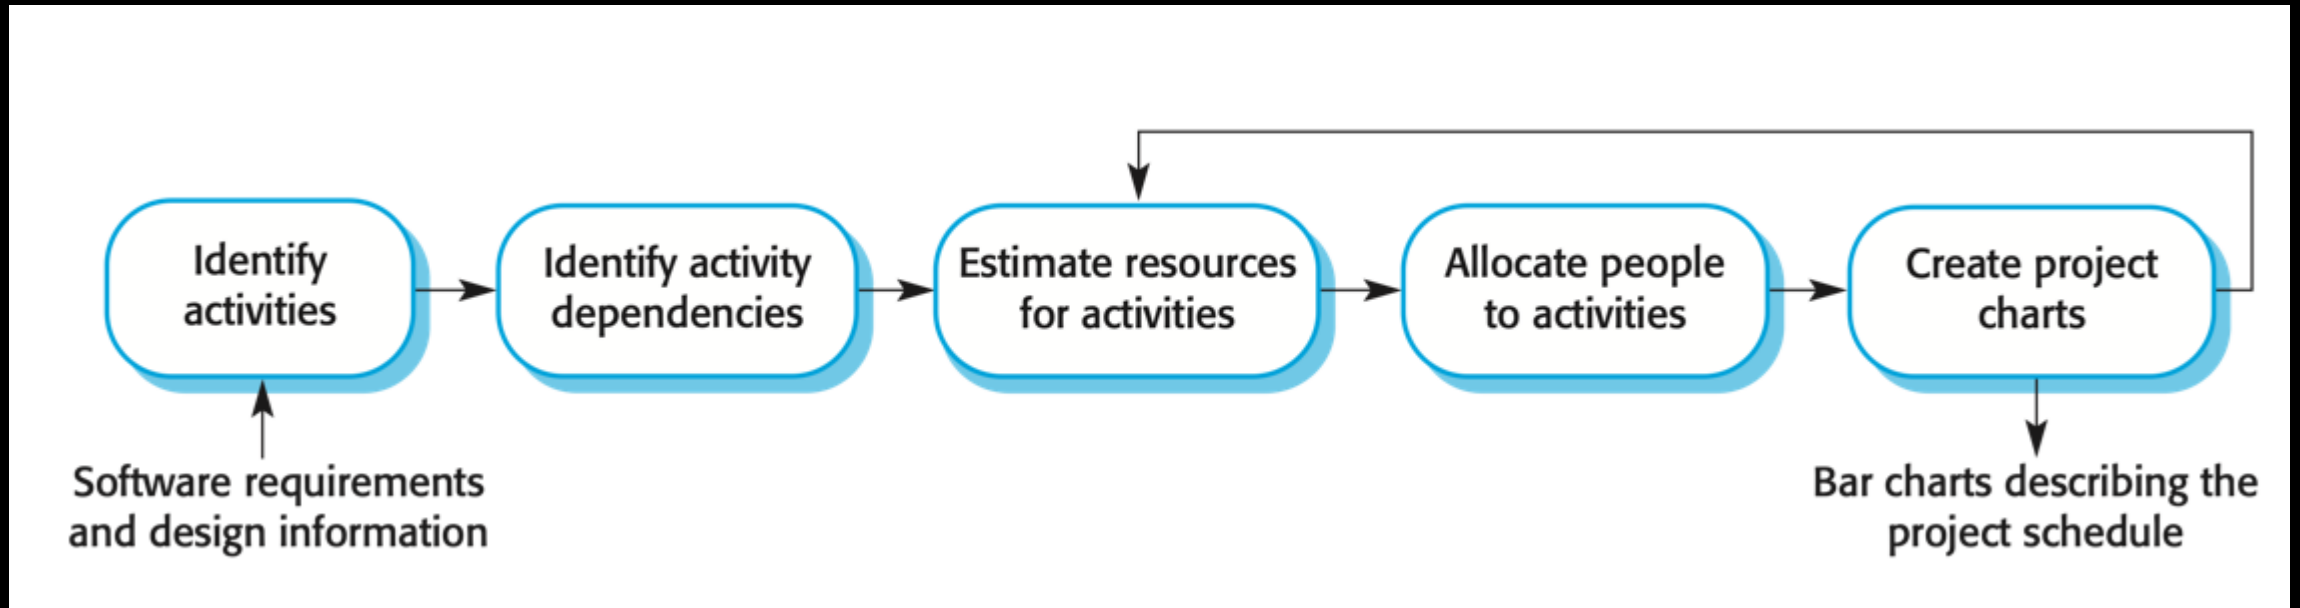 Identify
activities
Identify activity
dependencies
Estimate resources
for activities
Allocate people
to activities
Create project
charts
Software requirements
and design information
Bar charts describing the
project schedule